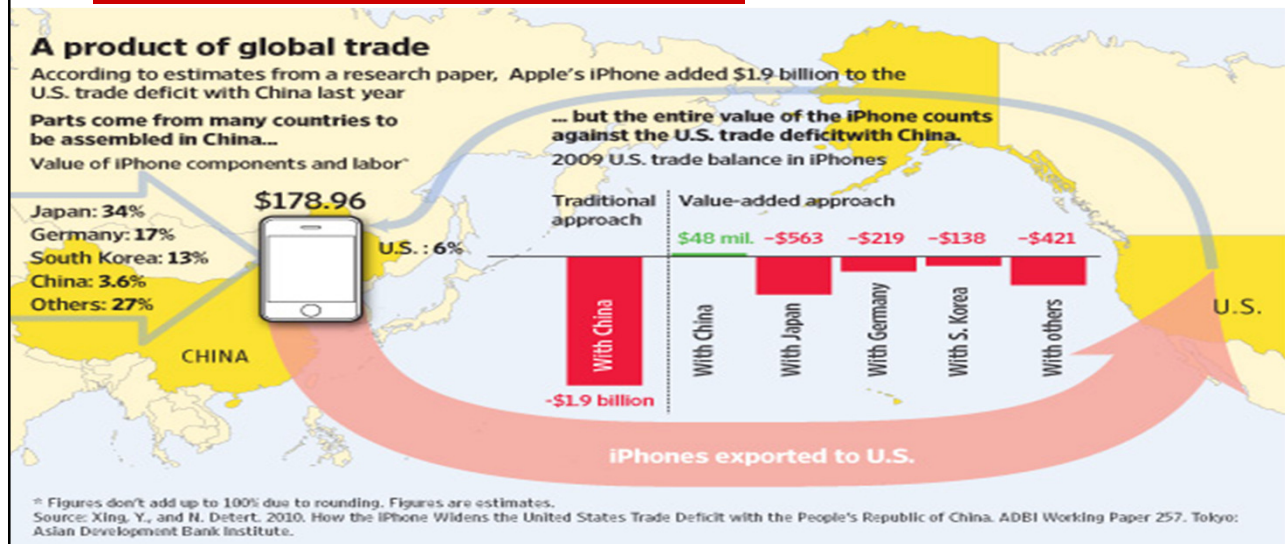 A product of global trade
According to estimates from a research paper, Apple's iPhone added $1.9 billion to the
U.S. trade deficit with China last year
Parts come from many countries to
be assembled in China...
Value of iPhone components and labor*
$178.96
Japan: 34%
Germany: 17%
South Korea: 13%
China: 3.6%
Others: 27%
U.S. : 6%
CHINA
... but the entire value of the iPhone counts
against the U.S. trade deficitwith China.
2009 U.S. trade balance in iPhones
Traditional
approach
Value-added approach
$48 mil.
-$563
-$219
-$138
-$421
With China
With China
With Japan
With Germany
With S. Korea
With others
-$1.9 billion
U.S.
iPhones exported to U.S.
* Figures don't add up to 100% due to rounding. Figures are estimates.
Source: Xing, Y., and N. Detert. 2010. How the iPhone Widens the United States Trade Deficit with the People's Republic of China. ADBI Working Paper 257. Tokyo:
Asian Development Bank Institute.